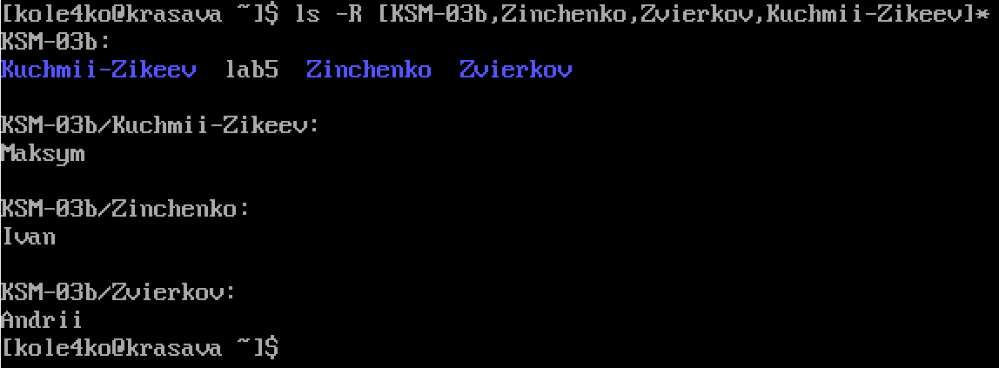 [kole4ko@krasava ~]$ ls -R [KSM-03b,Zinchenko,Zvierkov,Kuchmii-Zikeev]*
KSM-03b:
Kuchmii-Zikeev  lab5  Zinchenko  Zvierkov
KSM-03b/Kuchmii-Zikeev:
Maksym
KSM-03b/Zinchenko:
Ivan
KSM-03b/Zvierkov:
Andrii
[kole4ko@krasava ~]$